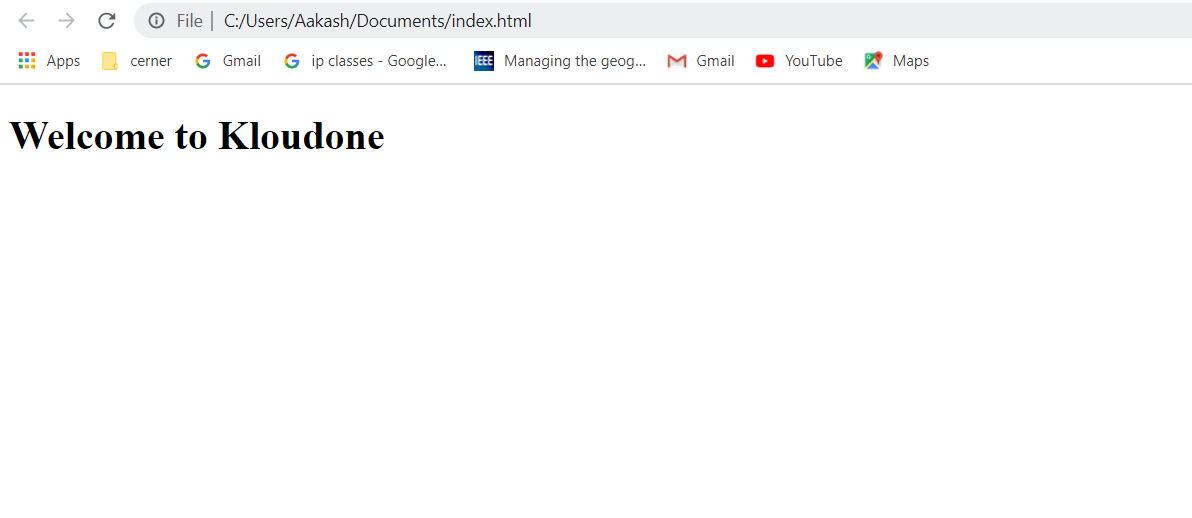 File | C:/Users/Aakash/Documents/index.html
Apps cerner Gmail ip classes - Google... IEEE Managing the geog... Gmail YouTube Maps
Welcome to Kloudone